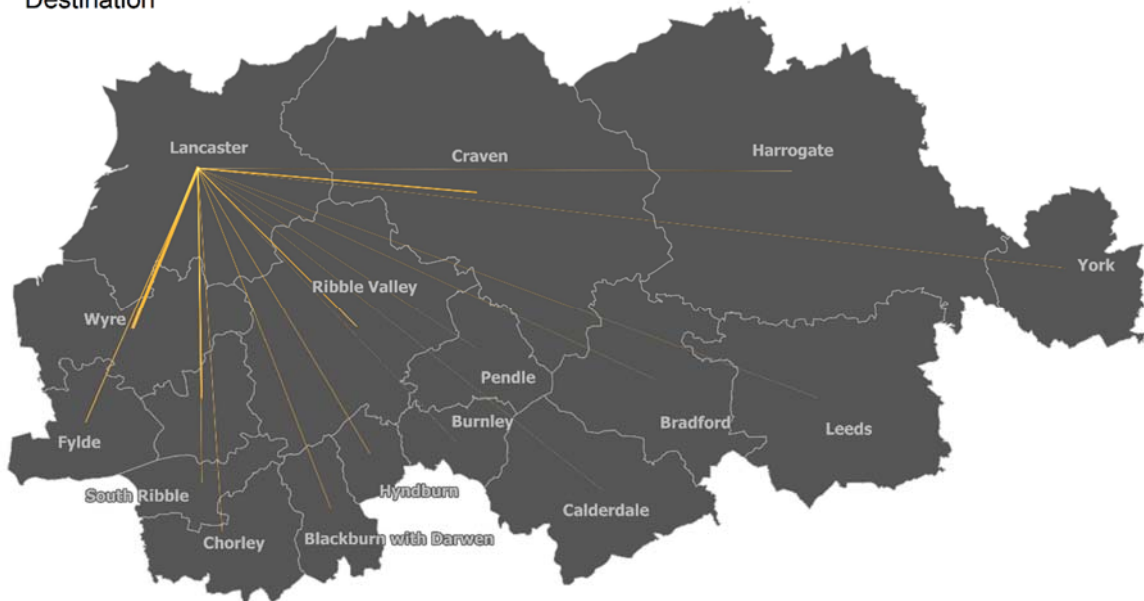 Destination
Lancaster
Craven
Harrogate
York
Ribble Valley
Wyre
Pendle
Burnley
Bradford
Leeds
Fylde
South Ribble
Hyndburn
Calderdale
Chorley
Blackburn with Darwen